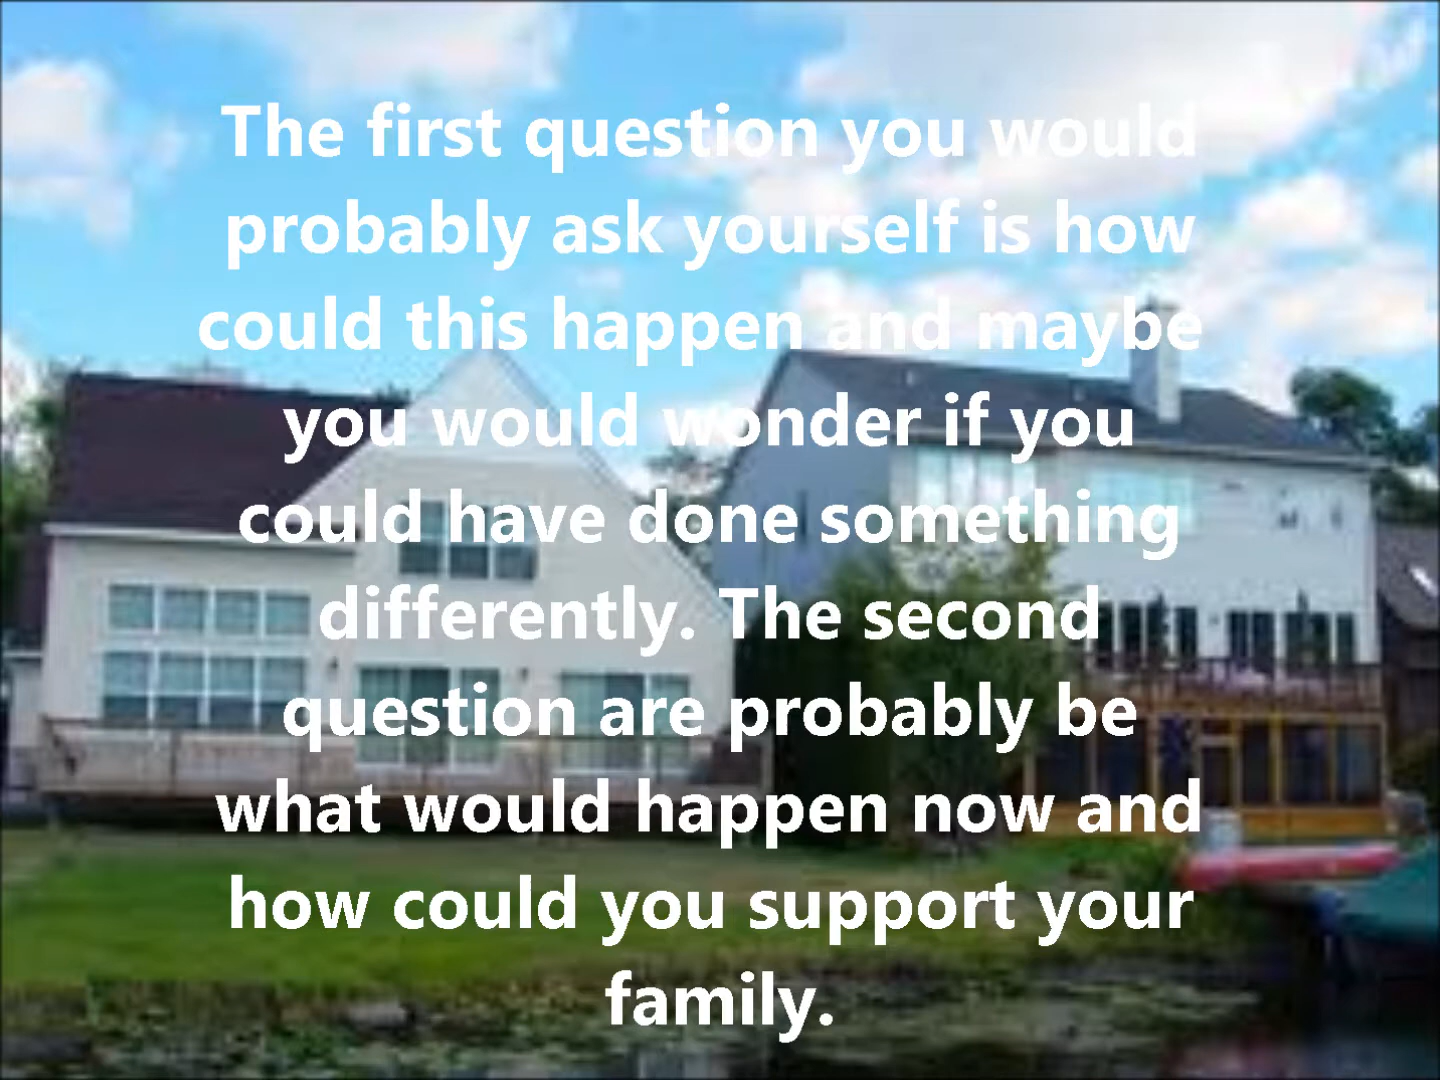 The first question you would
probably ask yourself is how
could this happen and maybe
you would wonder if you
could have done something
differently. The second
question are probably be
what would happen now and
how could you support your
family.